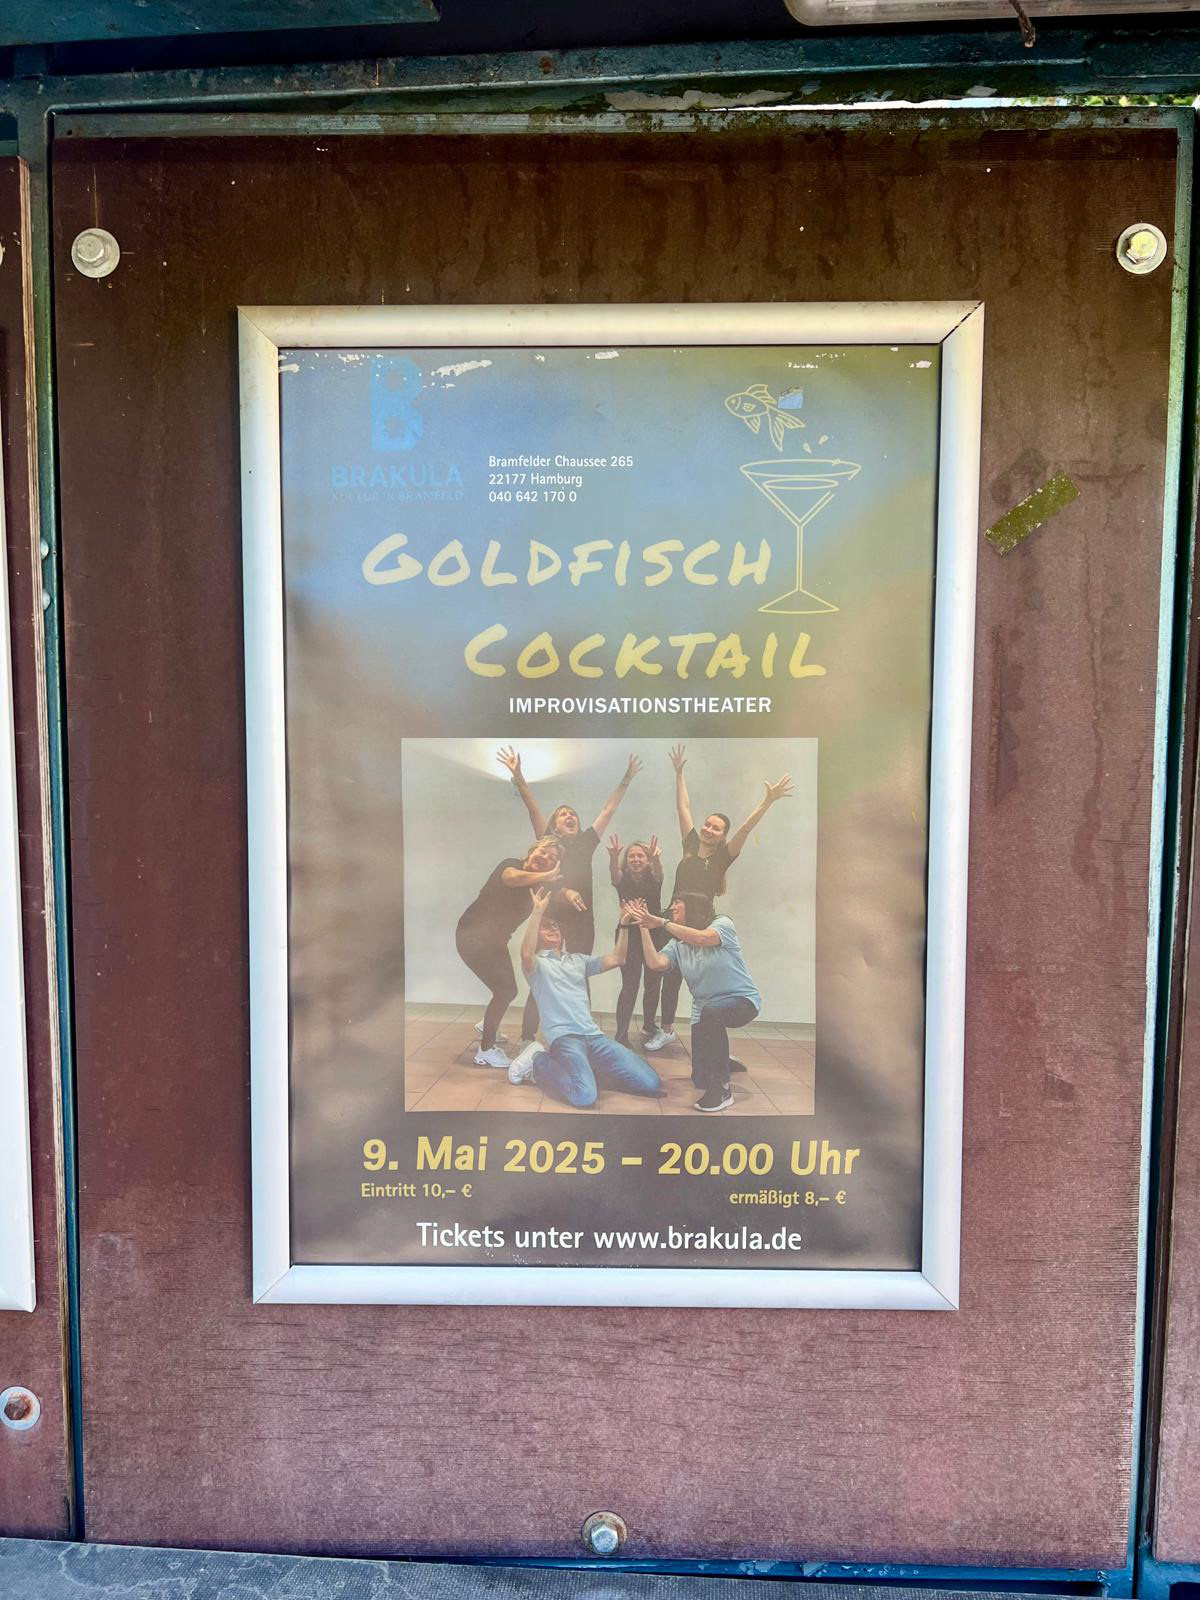 B
BRAKULA
KULTUR IN BRAMFELD
Bramfelder Chaussee 265
22177 Hamburg
040 642 170 0
GOLDFISCH
COCKTAIL
IMPROVISATIONSTHEATER
9. Mai 2025 – 20.00 Uhr
Eintritt 10,– €
ermäßigt 8,– €
Tickets unter www.brakula.de